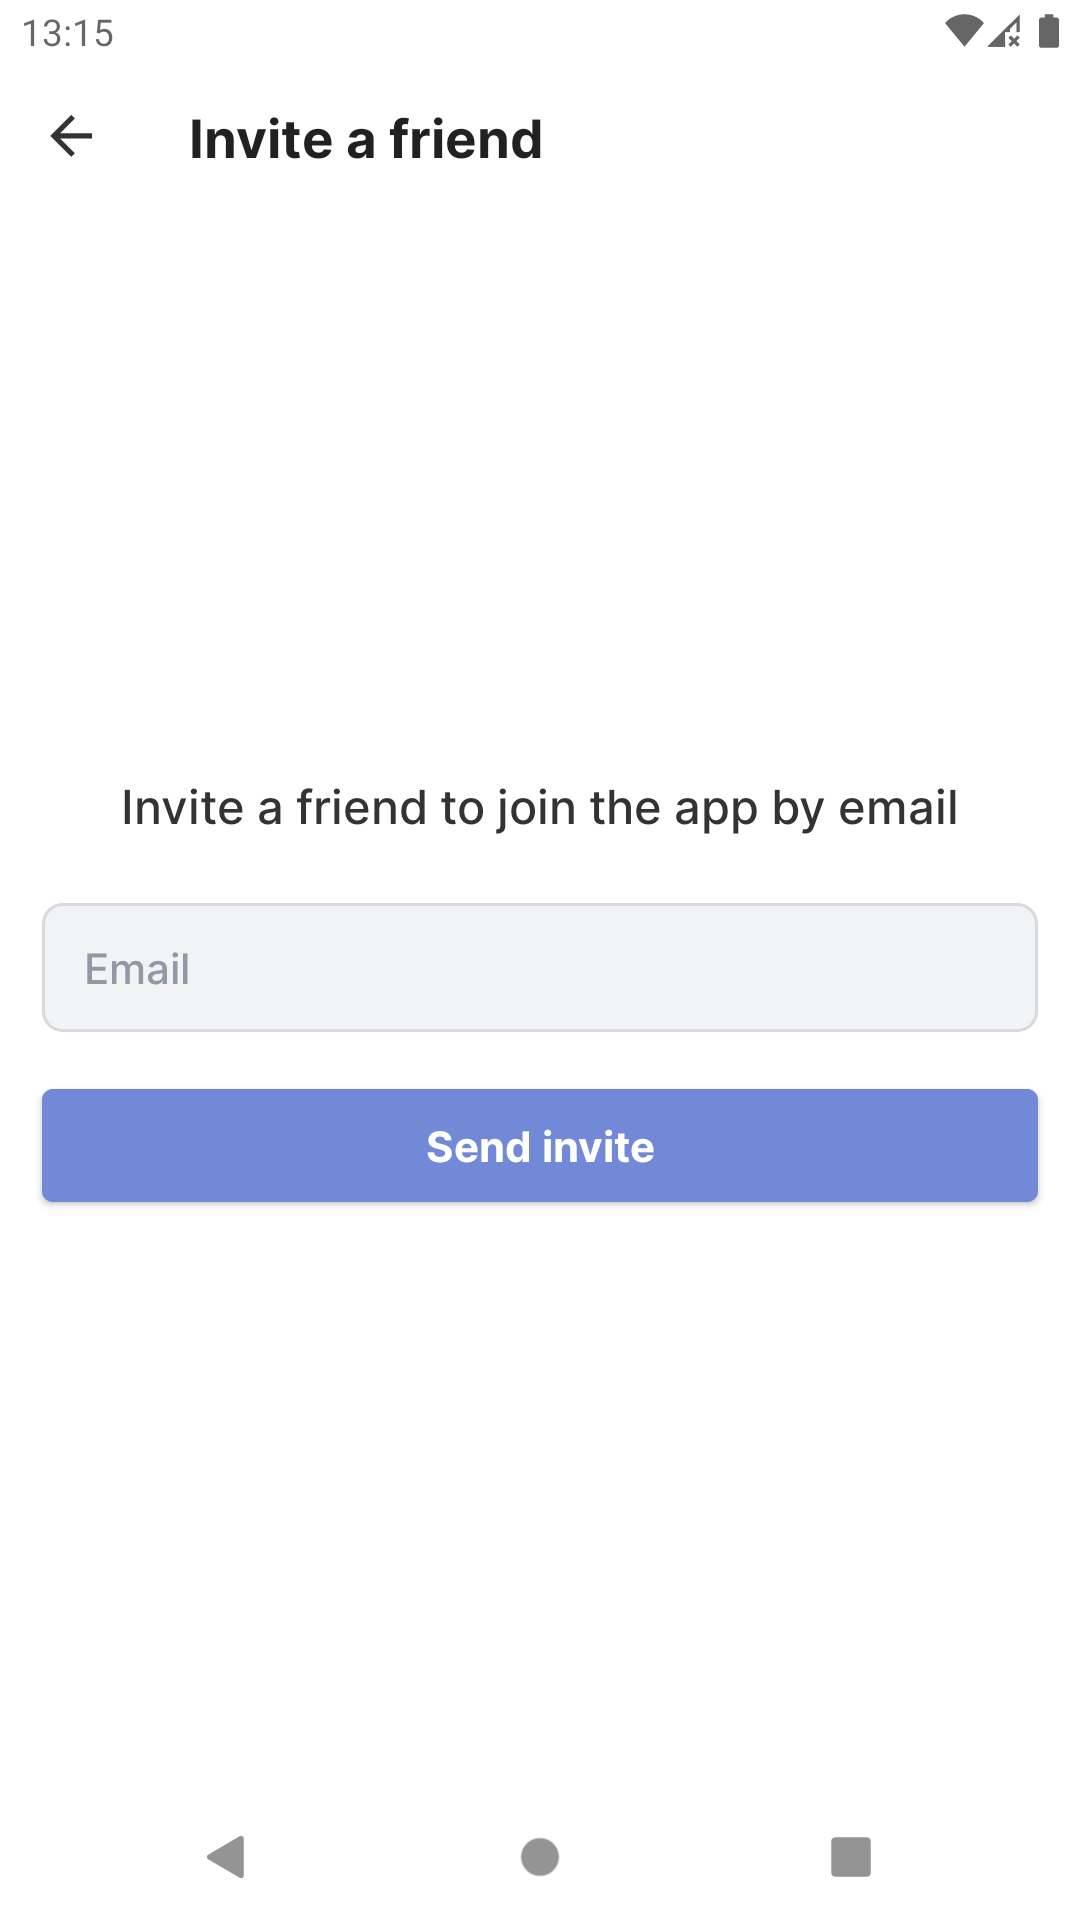 13:15
Invite a friend
Invite a friend to join the app by email
Email
Send invite